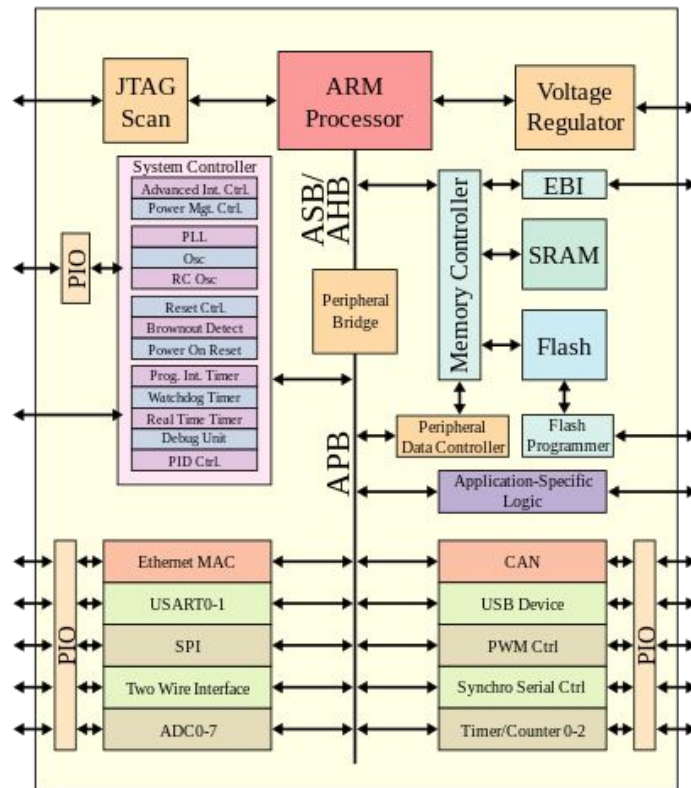 JTAG
Scan
ARM
Processor
Voltage
Regulator
System Controller
Advanced Int. Ctrl.
Power Mgt. Ctrl.
PLL
Osc
RC Osc
Reset Ctrl.
Brownout Detect
Power On Reset
Prog. Int. Timer
Watchdog Timer
Real Time Timer
Debug Unit
PID Ctrl.
PIO
ASB/
AHB
Peripheral
Bridge
APB
Memory Controller
EBI
SRAM
Flash
Peripheral
Data Controller
Flash
Programmer
Application-Specific
Logic
PIO
Ethernet MAC
USART0-1
SPI
Two Wire Interface
ADC0-7
CAN
USB Device
PWM Ctrl
Synchro Serial Ctrl
Timer/Counter 0-2
PIO